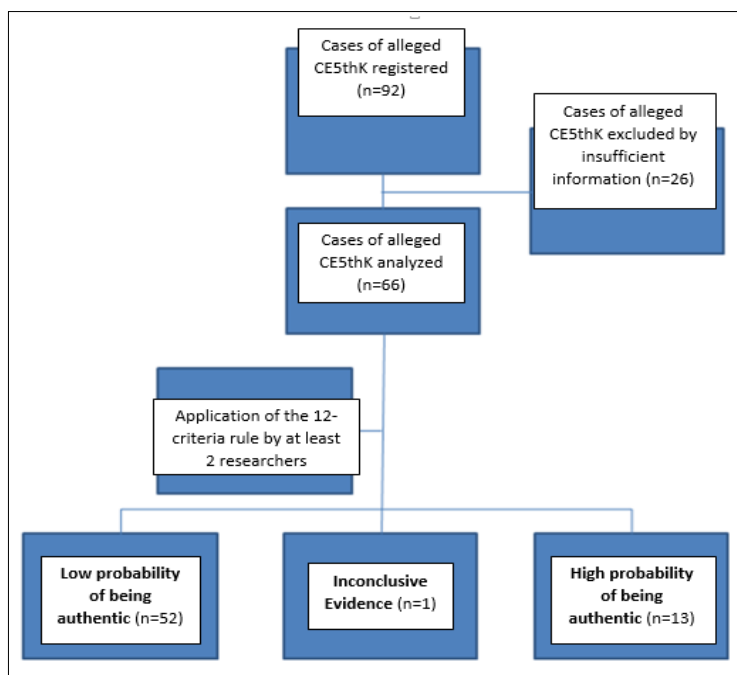 Cases of alleged
CE5thK registered
(n=92)
Cases of alleged
CE5thK excluded by
insufficient
information (n=26)
Cases of alleged
CE5thK analyzed
(n=66)
Application of the 12-
criteria rule by at least
2 researchers
Low probability
of being
authentic (n=52)
Inconclusive
Evidence (n=1)
High probability
of being
authentic (n=13)